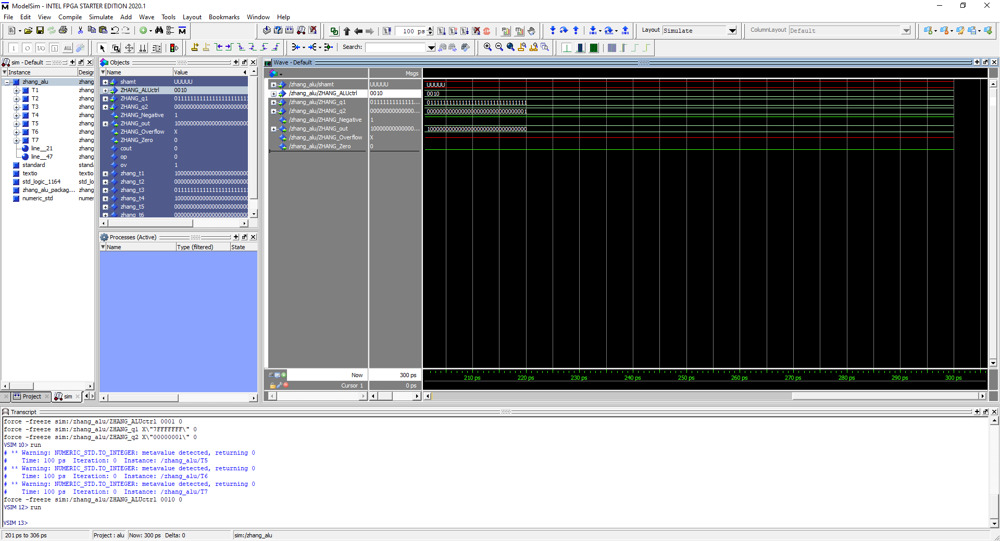 ModelSim - INTEL FPGA STARTER EDITION 2020.1
File Edit View Compile Simulate Add Wave Tools Layout Bookmarks Window Help
100 ps
Layout Simulate
ColumnLayout Default
Search:
sim - Default
Instance Design
zhang_alu zhang
T1 zhang
T2 zhang
T3 zhang
T4 zhang
T5 zhang
T6 zhang
T7 zhang
line__21 zhang
line__47 zhang
standard standa
textio textio
std_logic_1164 std_lo
zhang_alu_packag... zhang
numeric_std numeri
Project sim
Objects
Name Value
shamt UUUUU
ZHANG_ALUctrl 0010
ZHANG_q1 01111111111111111111111
ZHANG_q2 00000000000000000000000
ZHANG_Negative 1
ZHANG_out 10000000000000000000000
ZHANG_Overflow X
ZHANG_Zero 0
cout 0
op 0
ov 1
zhang_t1 10000000000000000000000
zhang_t2 00000000000000000000000
zhang_t3 01111111111111111111111
zhang_t4 10000000000000000000000
zhang_t5 00000000000000000000000
zhang_t6 00000000000000000000000
Processes (Active)
Name Type (filtered) State
Wave - Default
Msgs
/zhang_alu/shamt UUUUU UUUUU
/zhang_alu/ZHANG_ALUctrl 0010 0010
/zhang_alu/ZHANG_q1 01111111111111... 01111111111111111111111111111111
/zhang_alu/ZHANG_q2 00000000000000... 00000000000000000000000000000001
/zhang_alu/ZHANG_Negative 1
/zhang_alu/ZHANG_out 10000000000000... 10000000000000000000000000000000
/zhang_alu/ZHANG_Overflow X
/zhang_alu/ZHANG_Zero 0
Now 300 ps
210 ps 220 ps 230 ps 240 ps 250 ps 260 ps 270 ps 280 ps 290 ps 300 ps
Cursor 1 0 ps
Transcript
force -freeze sim:/zhang_alu/ZHANG_ALUctrl 0001 0
force -freeze sim:/zhang_alu/ZHANG_q1 X\"7FFFFFFF\" 0
force -freeze sim:/zhang_alu/ZHANG_q2 X\"00000001\" 0
VSIM 10> run
# ** Warning: NUMERIC_STD.TO_INTEGER: metavalue detected, returning 0
#    Time: 100 ps  Iteration: 0  Instance: /zhang_alu/T5
# ** Warning: NUMERIC_STD.TO_INTEGER: metavalue detected, returning 0
#    Time: 100 ps  Iteration: 0  Instance: /zhang_alu/T6
# ** Warning: NUMERIC_STD.TO_INTEGER: metavalue detected, returning 0
#    Time: 100 ps  Iteration: 0  Instance: /zhang_alu/T7
force -freeze sim:/zhang_alu/ZHANG_ALUctrl 0010 0
VSIM 12> run
VSIM 13>
201 ps to 306 ps Project : alu Now: 300 ps Delta: 0 sim:/zhang_alu